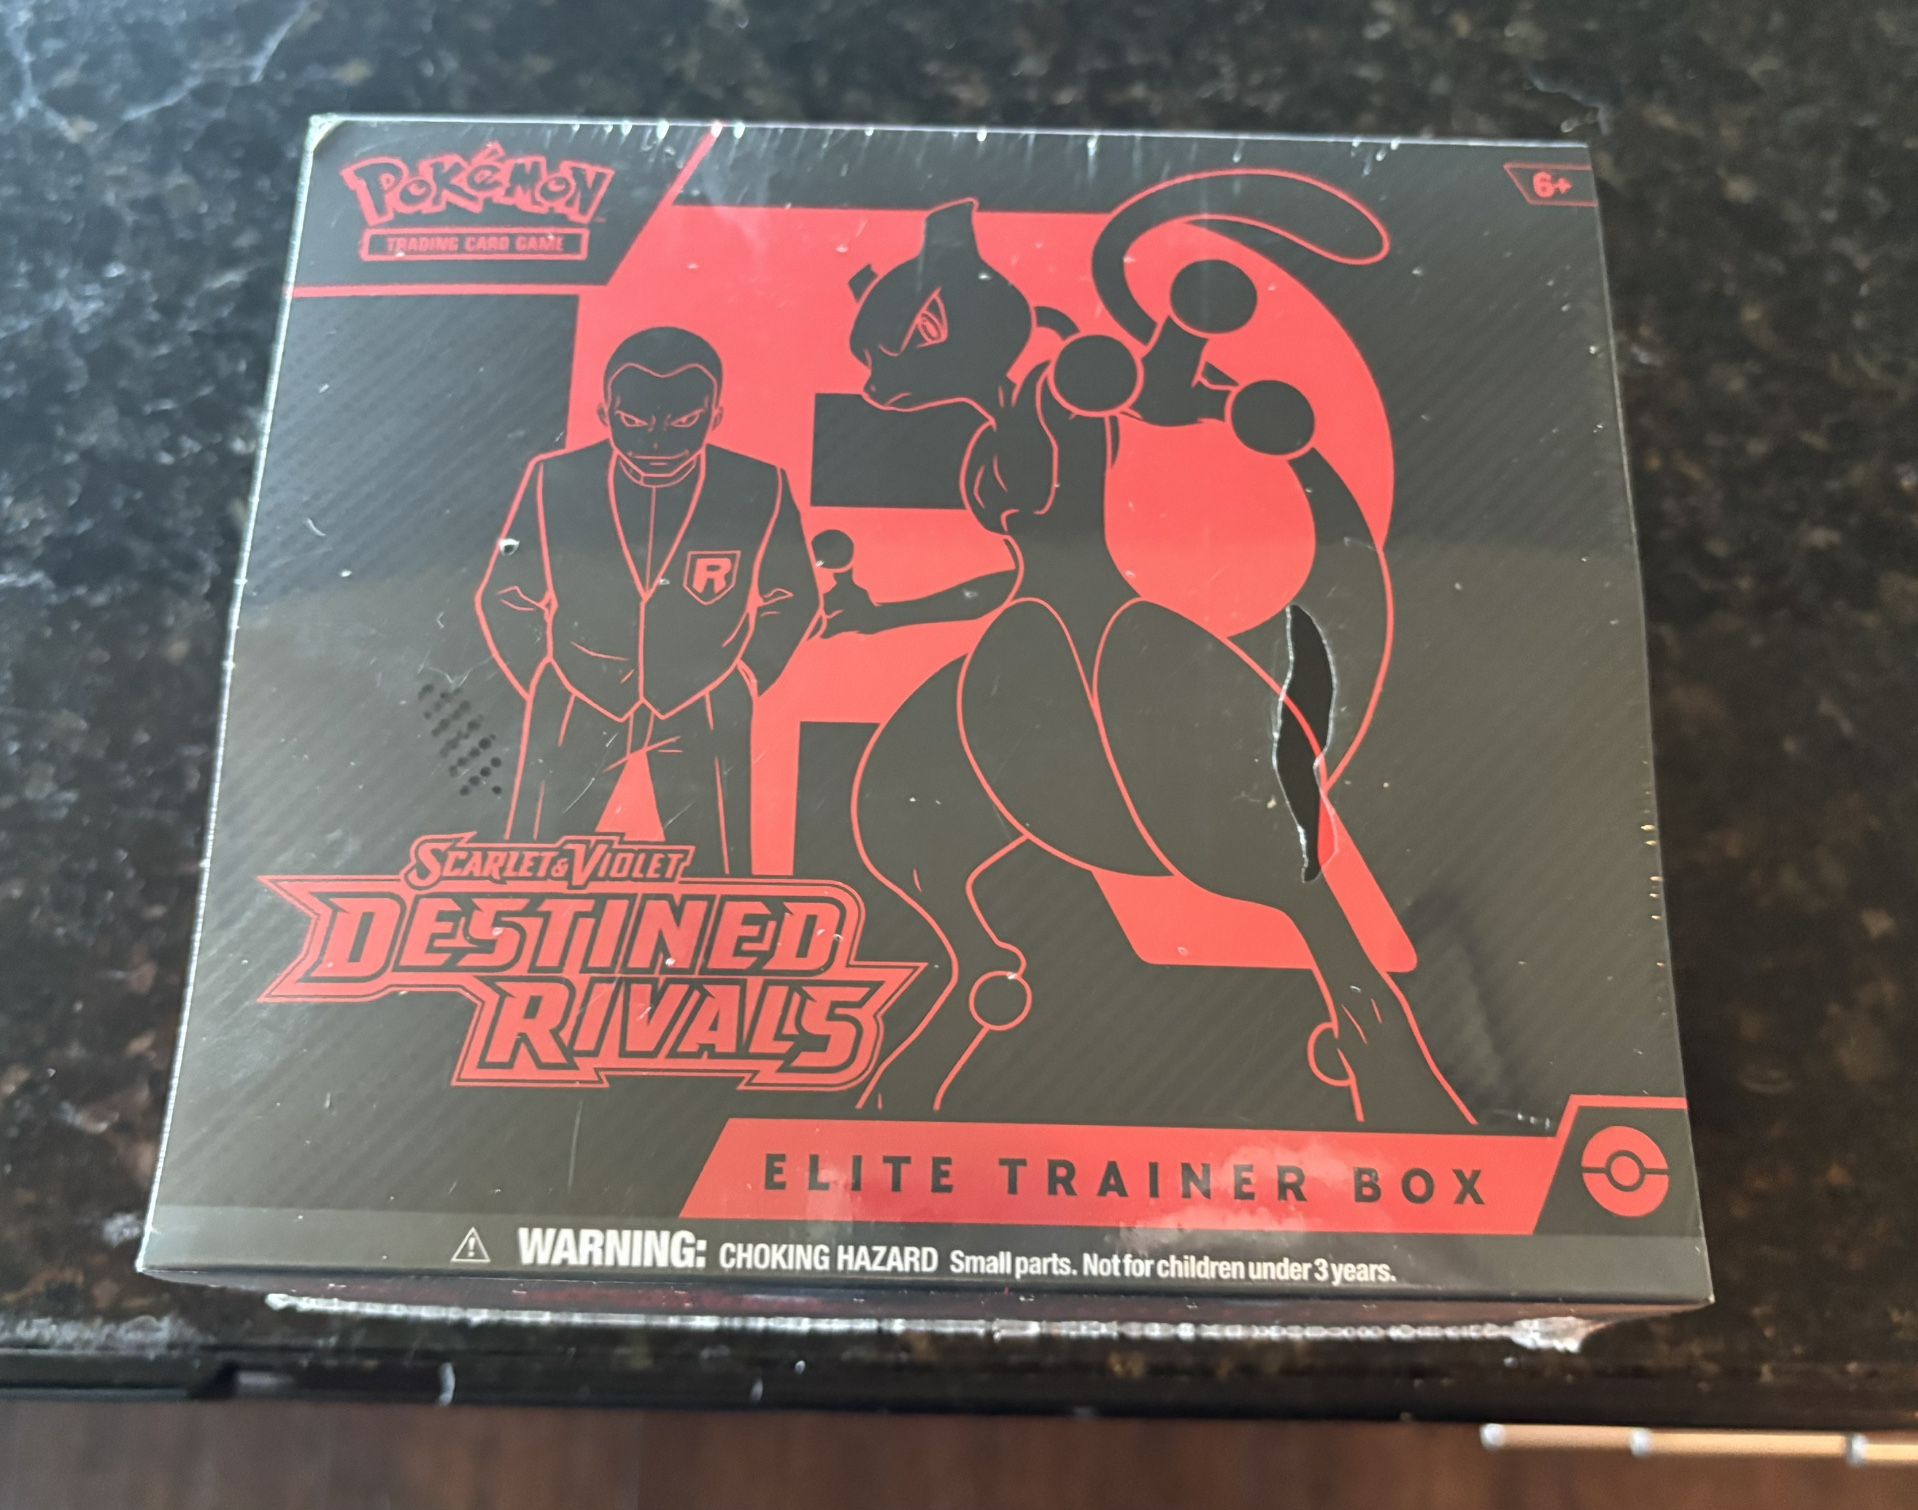 POKéMON
TRADING CARD GAME
6+
R
SCARLET & VIOLET
DESTINED
RIVALS
ELITE TRAINER BOX
WARNING: CHOKING HAZARD Small parts. Not for children under 3 years.